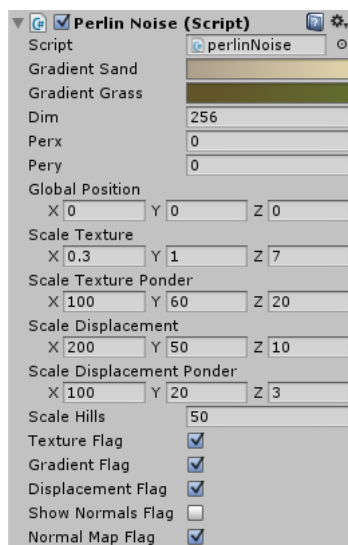 Perlin Noise (Script)
Script perlinNoise
Gradient Sand
Gradient Grass
Dim 256
Perx 0
Pery 0
Global Position
X 0 Y 0 Z 0
Scale Texture
X 0.3 Y 1 Z 7
Scale Texture Ponder
X 100 Y 60 Z 20
Scale Displacement
X 200 Y 50 Z 10
Scale Displacement Ponder
X 100 Y 20 Z 3
Scale Hills 50
Texture Flag
Gradient Flag
Displacement Flag
Show Normals Flag
Normal Map Flag